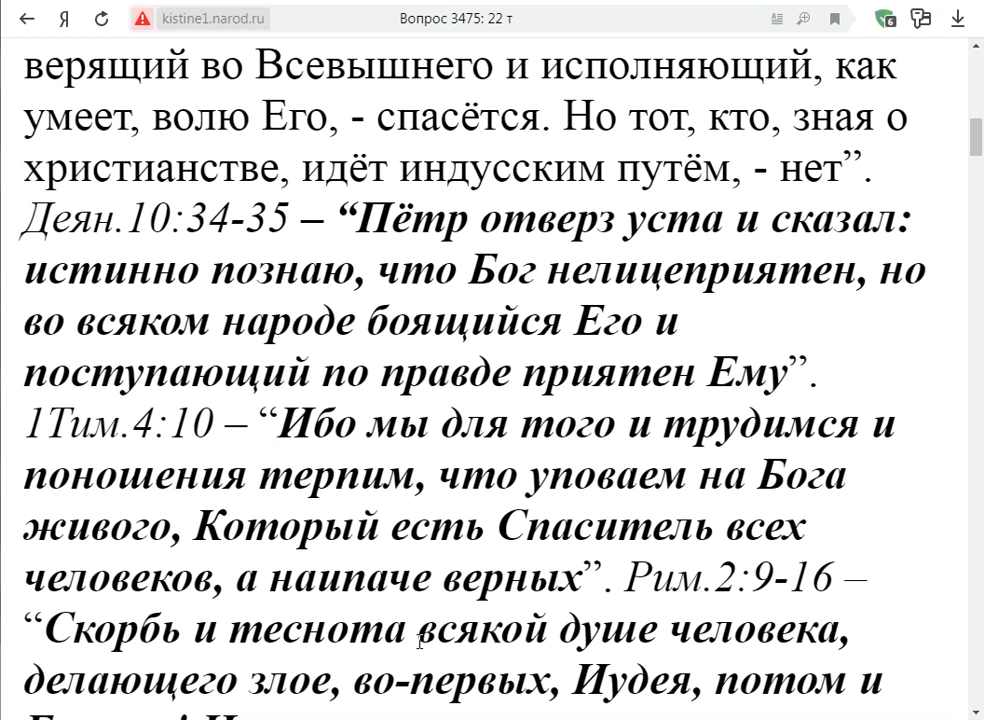 Я kistine1.narod.ru Вопрос 3475: 22 т 6
верящий во Всевышнего и исполняющий, как
умеет, волю Его, - спасётся. Но тот, кто, зная о
христианстве, идёт индусским путём, - нет”.
Деян.10:34-35 – “Пётр отверз уста и сказал:
истинно познаю, что Бог нелицеприятен, но
во всяком народе боящийся Его и
поступающий по правде приятен Ему”.
1Тим.4:10 – “Ибо мы для того и трудимся и
поношения терпим, что уповаем на Бога
живого, Который есть Спаситель всех
человеков, а наипаче верных”. Рим.2:9-16 –
“Скорбь и теснота всякой душе человека,
делающего злое, во-первых, Иудея, потом и